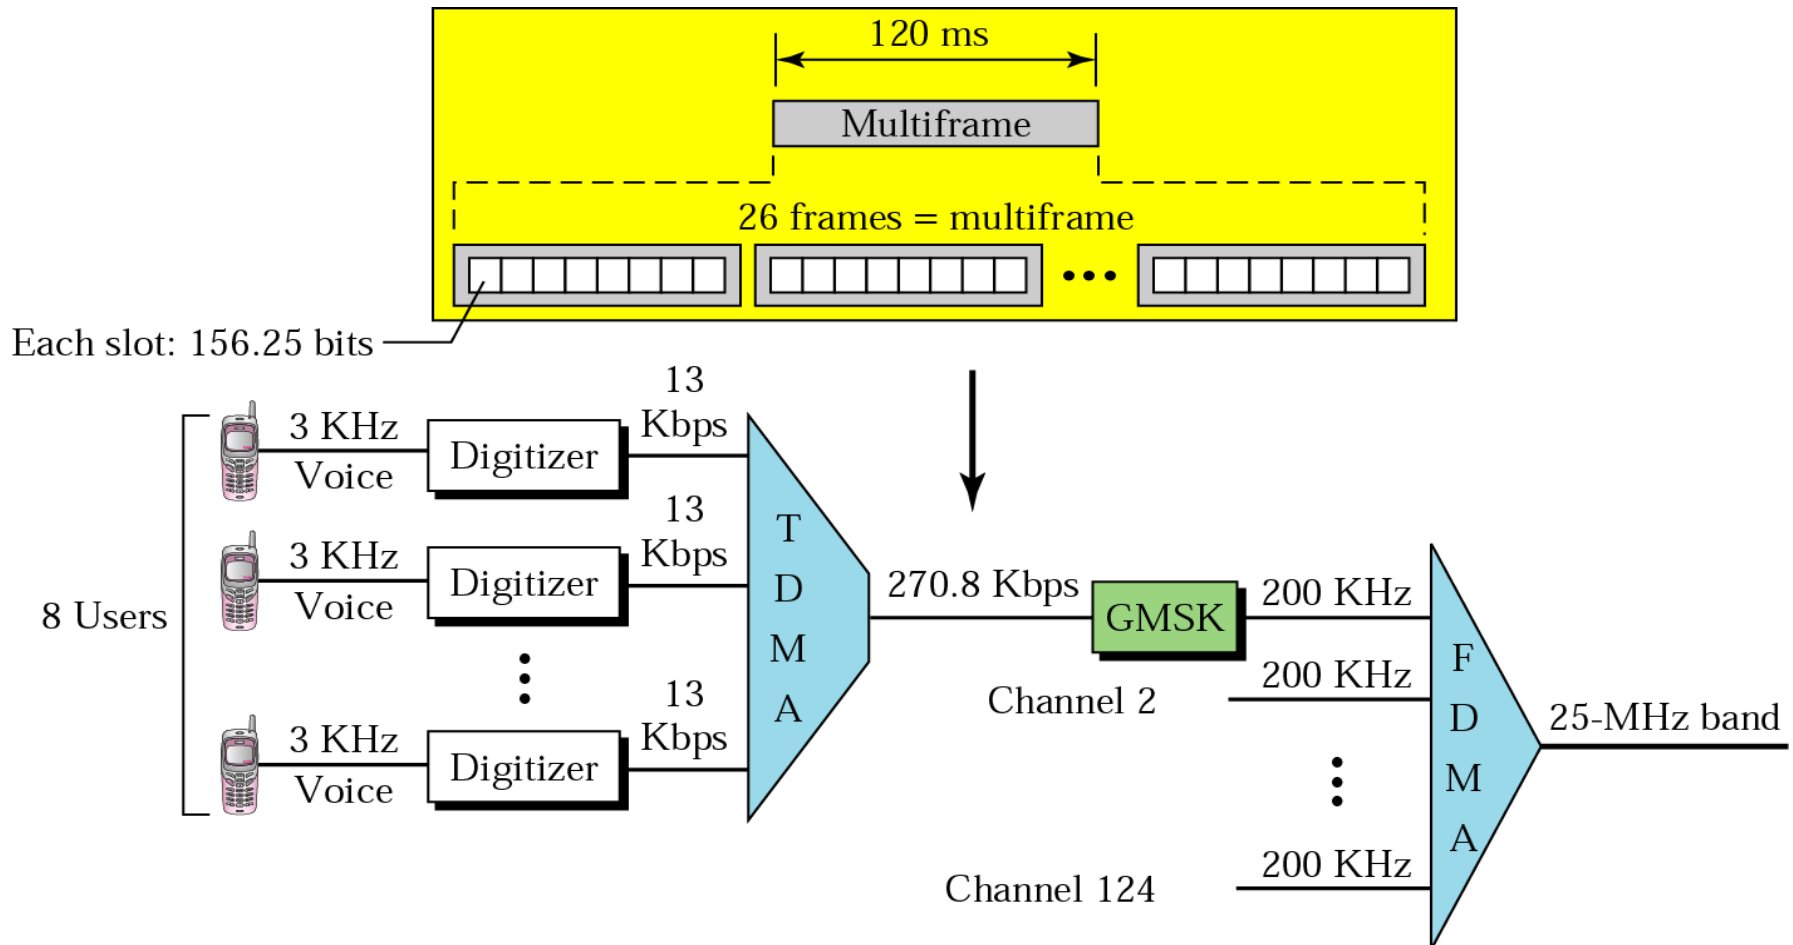 120 ms
Multiframe
26 frames = multiframe
Each slot: 156.25 bits
8 Users
3 KHz
Voice
Digitizer
13
Kbps
3 KHz
Voice
Digitizer
13
Kbps
3 KHz
Voice
Digitizer
13
Kbps
T
D
M
A
270.8 Kbps
GMSK
200 KHz
Channel 2
200 KHz
Channel 124
200 KHz
F
D
M
A
25-MHz band